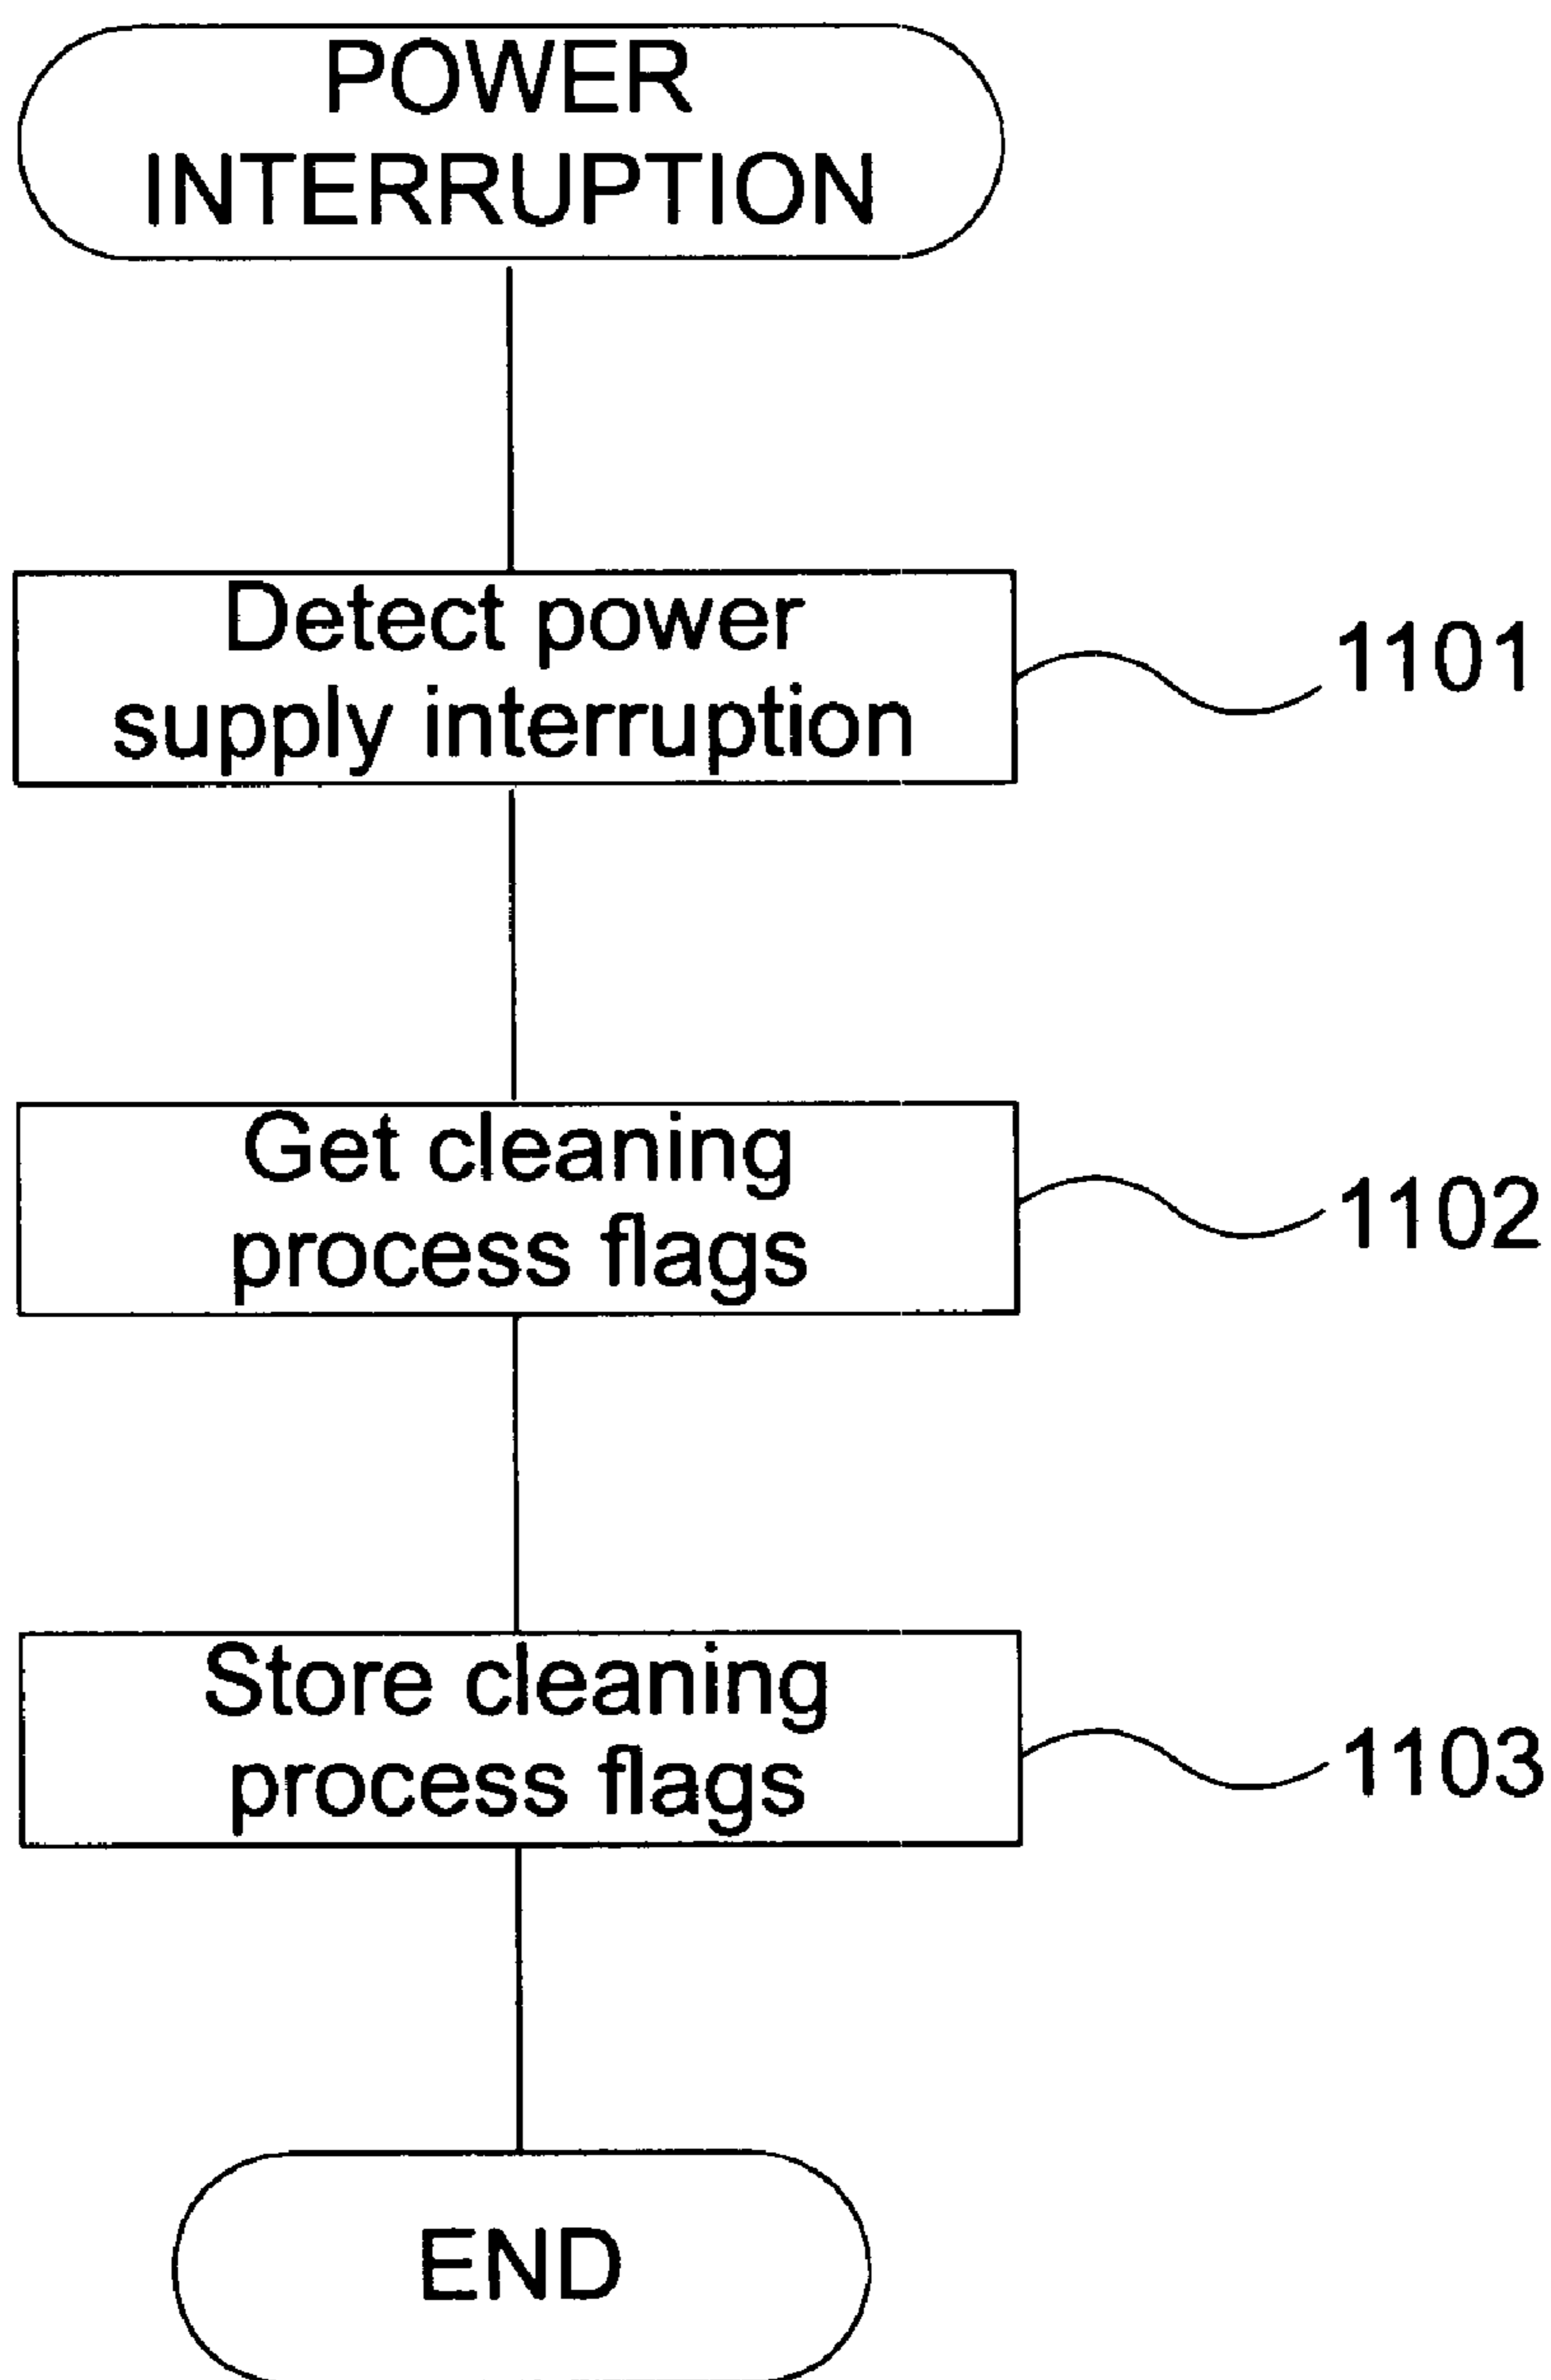 POWER
INTERRUPTION
Detect power
supply interruption
1101
Get cleaning
process flags
1102
Store cleaning
process flags
1103
END